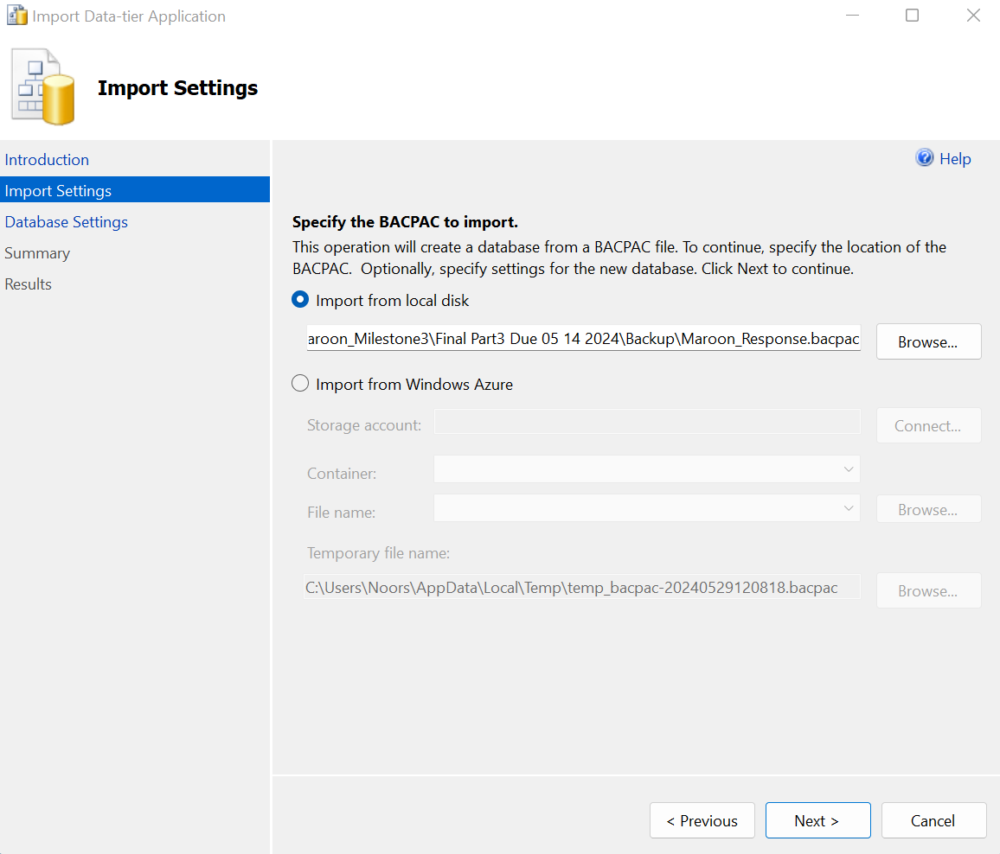 Import Data-tier Application
Import Settings
Introduction
Import Settings
Database Settings
Summary
Results
Help
Specify the BACPAC to import.
This operation will create a database from a BACPAC file. To continue, specify the location of the
BACPAC.  Optionally, specify settings for the new database. Click Next to continue.
Import from local disk
aroon_Milestone3\Final Part3 Due 05 14 2024\Backup\Maroon_Response.bacpac
Browse...
Import from Windows Azure
Storage account:
Connect...
Container:
File name:
Browse...
Temporary file name:
C:\Users\Noors\AppData\Local\Temp\temp_bacpac-20240529120818.bacpac
Browse...
< Previous
Next >
Cancel